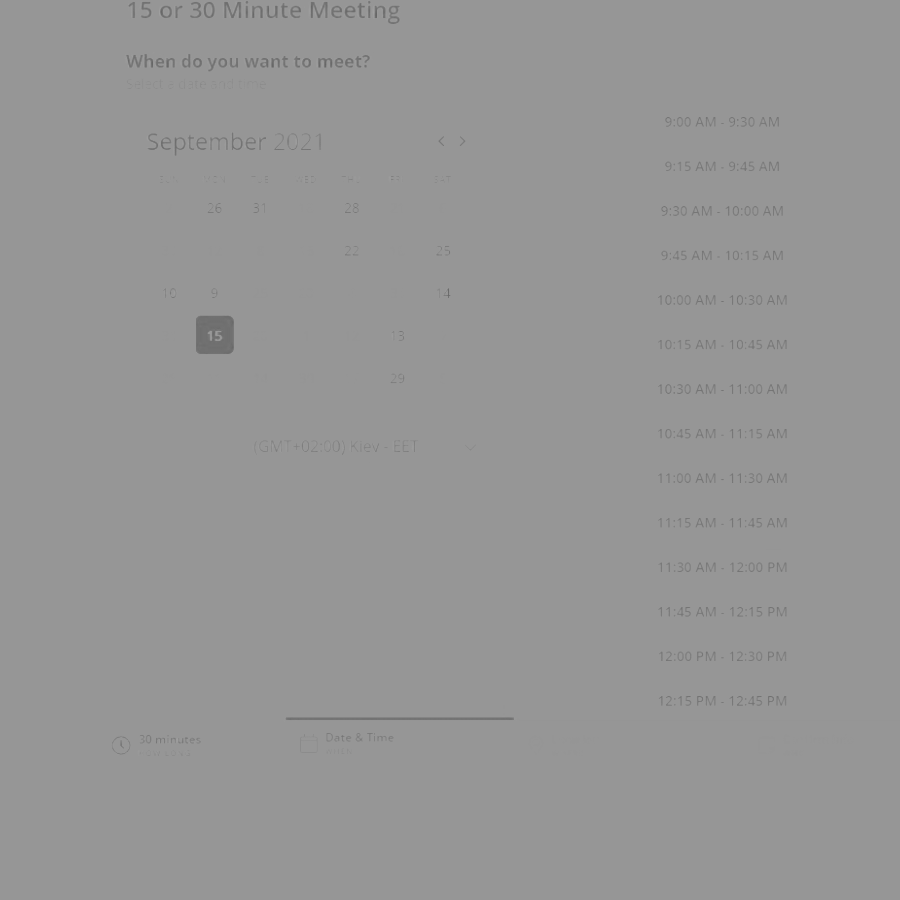 15 or 30 Minute Meeting
When do you want to meet?
Select a date and time
September 2021
SUN MON TUE WED THU FRI SAT
26 31 28
22 25
10 9 14
15 13
29
(GMT+02:00) Kiev - EET
9:00 AM - 9:30 AM
9:15 AM - 9:45 AM
9:30 AM - 10:00 AM
9:45 AM - 10:15 AM
10:00 AM - 10:30 AM
10:15 AM - 10:45 AM
10:30 AM - 11:00 AM
10:45 AM - 11:15 AM
11:00 AM - 11:30 AM
11:15 AM - 11:45 AM
11:30 AM - 12:00 PM
11:45 AM - 12:15 PM
12:00 PM - 12:30 PM
12:15 PM - 12:45 PM
30 minutes
Date & Time